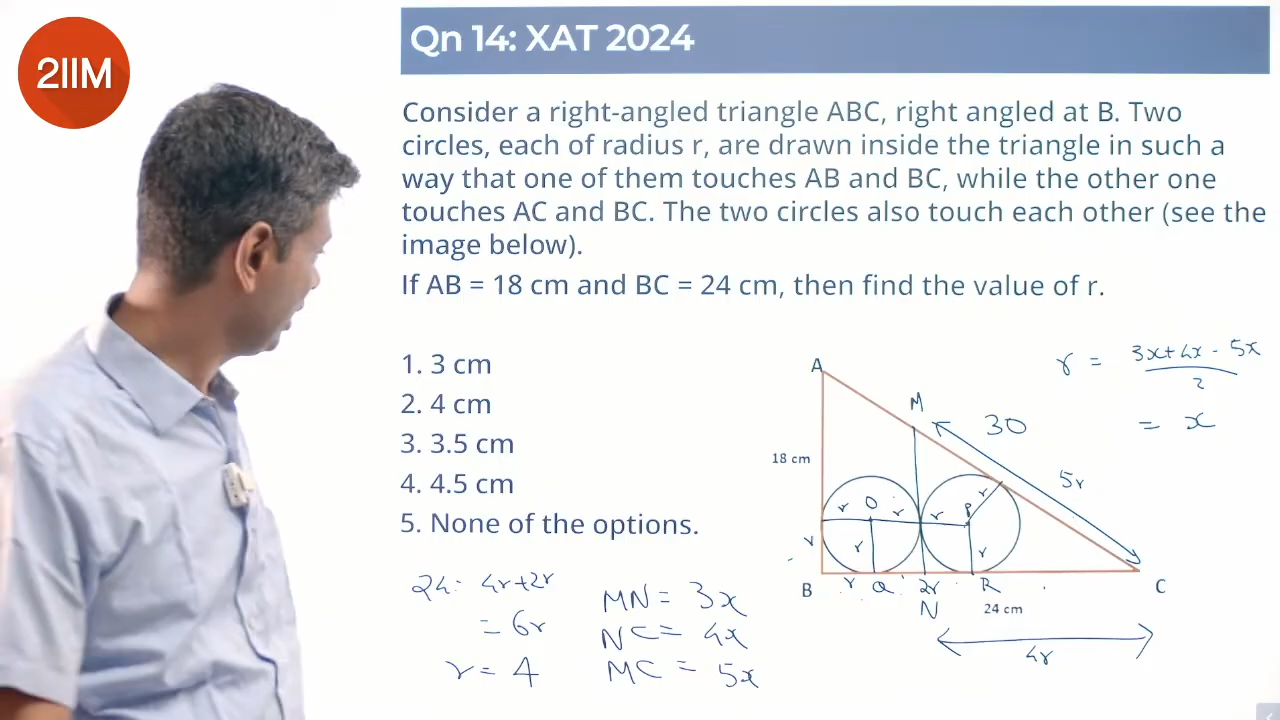 2IIM
Qn 14: XAT 2024
Consider a right-angled triangle ABC, right angled at B. Two
circles, each of radius r, are drawn inside the triangle in such a
way that one of them touches AB and BC, while the other one
touches AC and BC. The two circles also touch each other (see the
image below).
If AB = 18 cm and BC = 24 cm, then find the value of r.
1. 3 cm
2. 4 cm
3. 3.5 cm
4. 4.5 cm
5. None of the options.
24: 4r+2r
= 6r
r = 4
MN = 3x
NC = 4x
MC = 5x
A
M
30
5r
18 cm
r O r r P r
r r r
B r Q 2r R C
N
24 cm
4r
r = 3x+4x-5x
2
= x